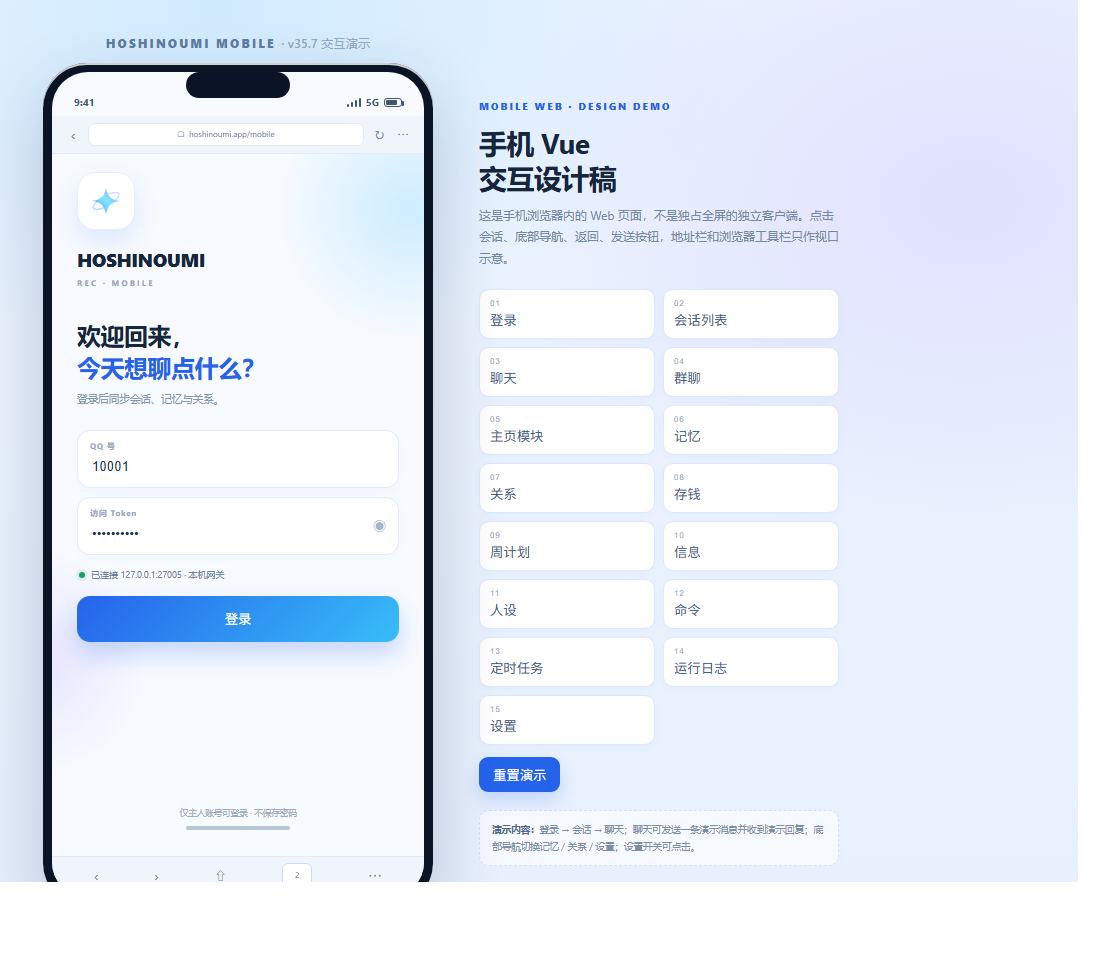 HOSHINOUMI MOBILE · v35.7 交互演示
9:41
5G
hoshinoumi.app/mobile
HOSHINOUMI
REC · MOBILE
欢迎回来，
今天想聊点什么？
登录后同步会话、记忆与关系。
QQ 号
10001
访问 Token
••••••••••
已连接 127.0.0.1:27005 · 本机网关
登录
仅主人账号可登录 · 不保存密码
2
MOBILE WEB · DESIGN DEMO
手机 Vue
交互设计稿
这是手机浏览器内的 Web 页面，不是独占全屏的独立客户端。点击
会话、底部导航、返回、发送按钮，地址栏和浏览器工具栏只作视口
示意。
01
登录
02
会话列表
03
聊天
04
群聊
05
主页模块
06
记忆
07
关系
08
存钱
09
周计划
10
信息
11
人设
12
命令
13
定时任务
14
运行日志
15
设置
重置演示
演示内容：登录 → 会话 → 聊天；聊天可发送一条演示消息并收到演示回复；底
部导航切换记忆 / 关系 / 设置；设置开关可点击。